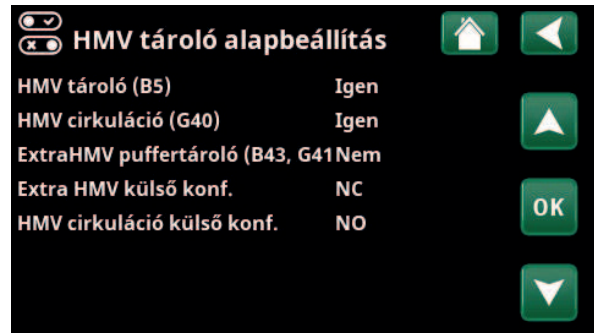 HMV tároló alapbeállítás
HMV tároló (B5) Igen
HMV cirkuláció (G40) Igen
ExtraHMV puffertároló (B43, G41 Nem
Extra HMV külső konf. NC
HMV cirkuláció külső konf. NO
OK